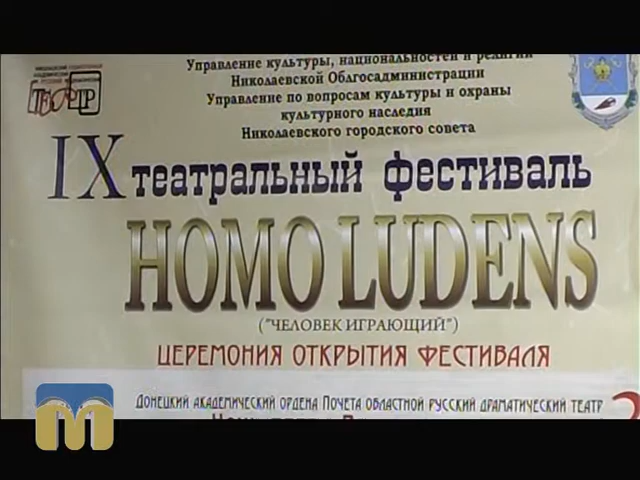 ТЕАТР
Управление культуры, национальностей и религий
Николаевской Облгосадминистрации
Управление по вопросам культуры и охраны
культурного наследия
Николаевского городского совета
IX театральный фестиваль
HOMO LUDENS
("ЧЕЛОВЕК ИГРАЮЩИЙ")
ЦЕРЕМОНИЯ ОТКРЫТИЯ ФЕСТИВАЛЯ
Донецкий академический ордена Почета областной русский драматический театр
М